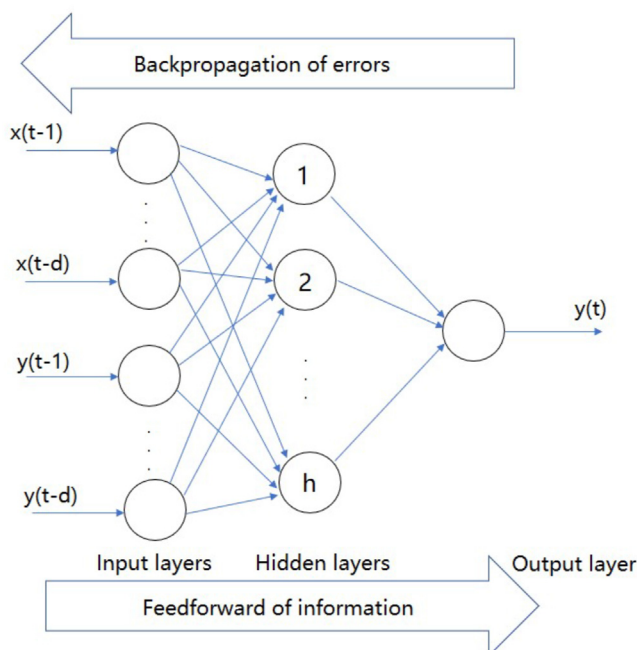 Backpropagation of errors
x(t-1)
1
x(t-d)
2
y(t)
y(t-1)
h
y(t-d)
Input layers
Hidden layers
Output layer
Feedforward of information